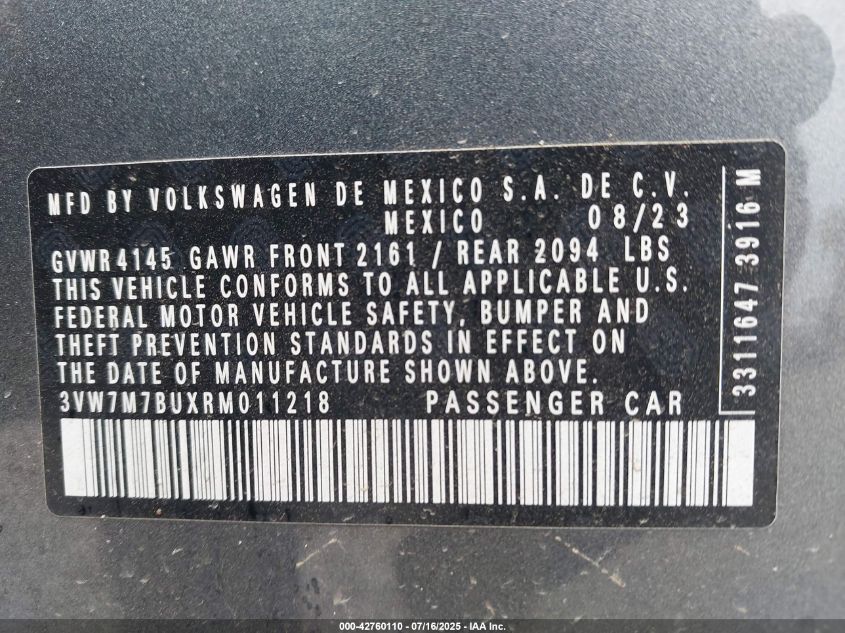 MFD BY VOLKSWAGEN DE MEXICO S.A. DE C.V.
MEXICO 08/23
GVWR 4145 GAWR FRONT 2161 / REAR 2094 LBS
THIS VEHICLE CONFORMS TO ALL APPLICABLE U.S.
FEDERAL MOTOR VEHICLE SAFETY, BUMPER AND
THEFT PREVENTION STANDARDS IN EFFECT ON
THE DATE OF MANUFACTURE SHOWN ABOVE.
3VW7M7BUXRM011218 PASSENGER CAR
3311647 3916 M
000-42760110 - 07/16/2025 - IAA Inc.